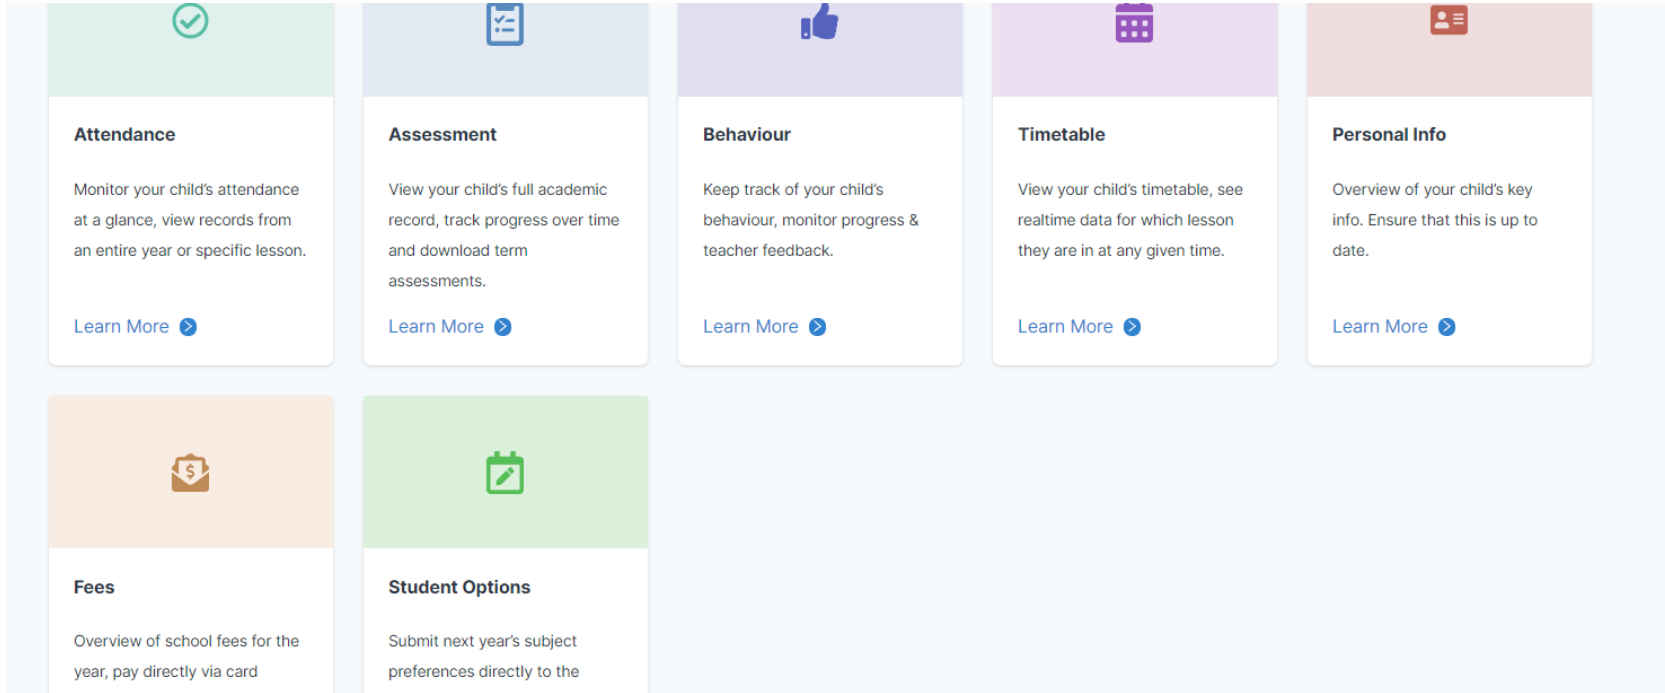 Attendance
Monitor your child's attendance
at a glance, view records from
an entire year or specific lesson.
Learn More
Assessment
View your child's full academic
record, track progress over time
and download term
assessments.
Learn More
Behaviour
Keep track of your child's
behaviour, monitor progress &
teacher feedback.
Learn More
Timetable
View your child's timetable, see
realtime data for which lesson
they are in at any given time.
Learn More
Personal Info
Overview of your child's key
info. Ensure that this is up to
date.
Learn More
Fees
Overview of school fees for the
year, pay directly via card
Student Options
Submit next year's subject
preferences directly to the